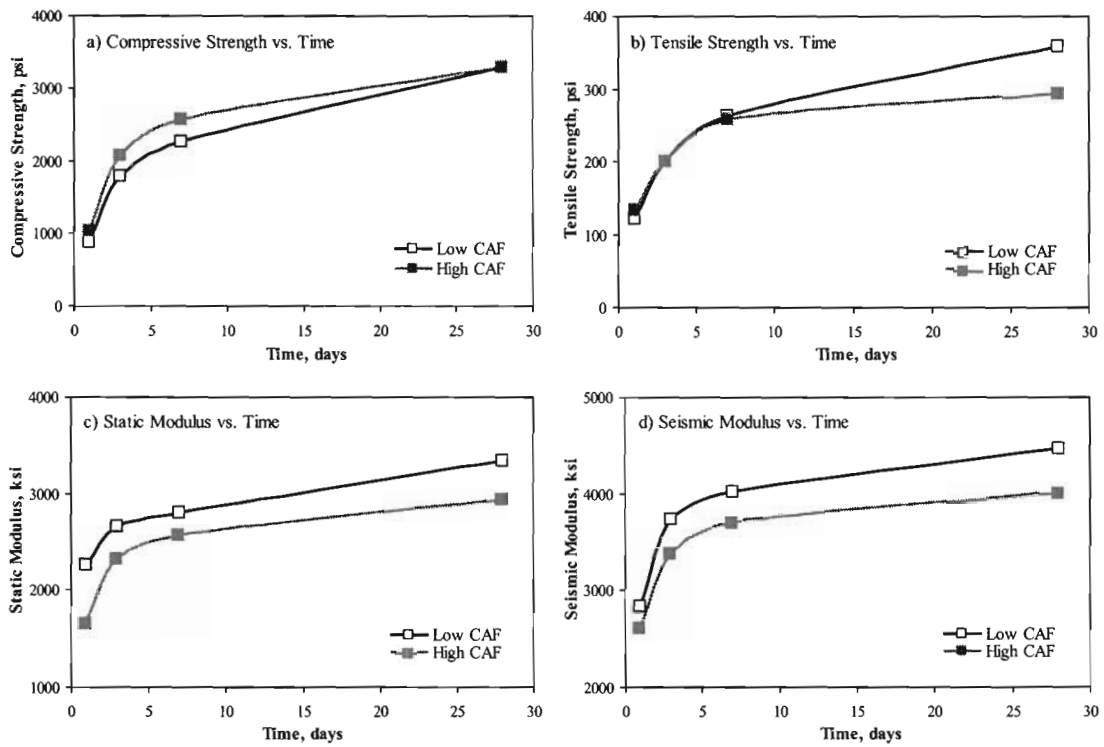 a) Compressive Strength vs. Time
4000
3000
2000
1000
0
Compressive Strength, psi
Low CAF
High CAF
0 5 10 15 20 25 30
Time, days
b) Tensile Strength vs. Time
400
300
200
100
0
Tensile Strength, psi
Low CAF
High CAF
0 5 10 15 20 25 30
Time, days
c) Static Modulus vs. Time
4000
3000
2000
1000
Static Modulus, ksi
Low CAF
High CAF
0 5 10 15 20 25 30
Time, days
d) Seismic Modulus vs. Time
5000
4000
3000
2000
Seismic Modulus, ksi
Low CAF
High CAF
0 5 10 15 20 25 30
Time, days